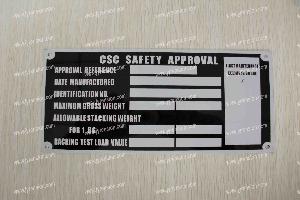 CSC SAFETY APPROVAL
APPROVAL REFERENCE
DATE MANUFACTURED
IDENTIFICATION NO.
MAXIMUM GROSS WEIGHT
ALLOWABLE STACKING WEIGHT
FOR 1.8G
RACKING TEST LOAD VALUE